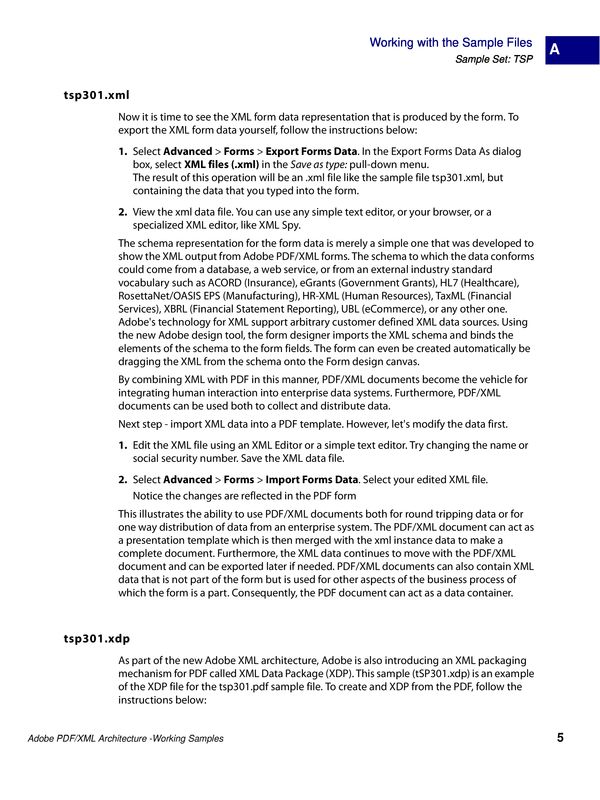 Working with the Sample Files
A
Sample Set: TSP
tsp301.xml
Now it is time to see the XML form data representation that is produced by the form. To
export the XML form data yourself, follow the instructions below:
1. Select Advanced > Forms > Export Forms Data. In the Export Forms Data As dialog
box, select XML files (.xml) in the Save as type: pull-down menu.
The result of this operation will be an .xml file like the sample file tsp301.xml, but
containing the data that you typed into the form.
2. View the xml data file. You can use any simple text editor, or your browser, or a
specialized XML editor, like XML Spy.
The schema representation for the form data is merely a simple one that was developed to
show the XML output from Adobe PDF/XML forms. The schema to which the data conforms
could come from a database, a web service, or from an external industry standard
vocabulary such as ACORD (Insurance), eGrants (Government Grants), HL7 (Healthcare),
RosettaNet/OASIS EPS (Manufacturing), HR-XML (Human Resources), TaxML (Financial
Services), XBRL (Financial Statement Reporting), UBL (eCommerce), or any other one.
Adobe's technology for XML support arbitrary customer defined XML data sources. Using
the new Adobe design tool, the form designer imports the XML schema and binds the
elements of the schema to the form fields. The form can even be created automatically be
dragging the XML from the schema onto the Form design canvas.
By combining XML with PDF in this manner, PDF/XML documents become the vehicle for
integrating human interaction into enterprise data systems. Furthermore, PDF/XML
documents can be used both to collect and distribute data.
Next step - import XML data into a PDF template. However, let's modify the data first.
1. Edit the XML file using an XML Editor or a simple text editor. Try changing the name or
social security number. Save the XML data file.
2. Select Advanced > Forms > Import Forms Data. Select your edited XML file.
Notice the changes are reflected in the PDF form
This illustrates the ability to use PDF/XML documents both for round tripping data or for
one way distribution of data from an enterprise system. The PDF/XML document can act as
a presentation template which is then merged with the xml instance data to make a
complete document. Furthermore, the XML data continues to move with the PDF/XML
document and can be exported later if needed. PDF/XML documents can also contain XML
data that is not part of the form but is used for other aspects of the business process of
which the form is a part. Consequently, the PDF document can act as a data container.
tsp301.xdp
As part of the new Adobe XML architecture, Adobe is also introducing an XML packaging
mechanism for PDF called XML Data Package (XDP). This sample (tSP301.xdp) is an example
of the XDP file for the tsp301.pdf sample file. To create and XDP from the PDF, follow the
instructions below:
Adobe PDF/XML Architecture -Working Samples
5